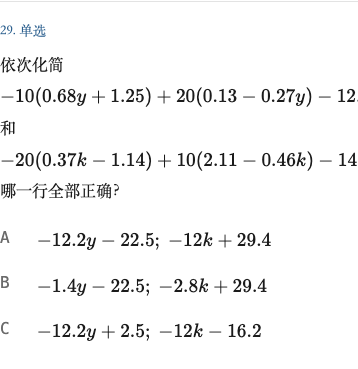 29. 单选
依次化简
−10(0.68y + 1.25) + 20(0.13 − 0.27y) − 12.
和
−20(0.37k − 1.14) + 10(2.11 − 0.46k) − 14
哪一行全部正确?
A −12.2y − 22.5; −12k + 29.4
B −1.4y − 22.5; −2.8k + 29.4
C −12.2y + 2.5; −12k − 16.2